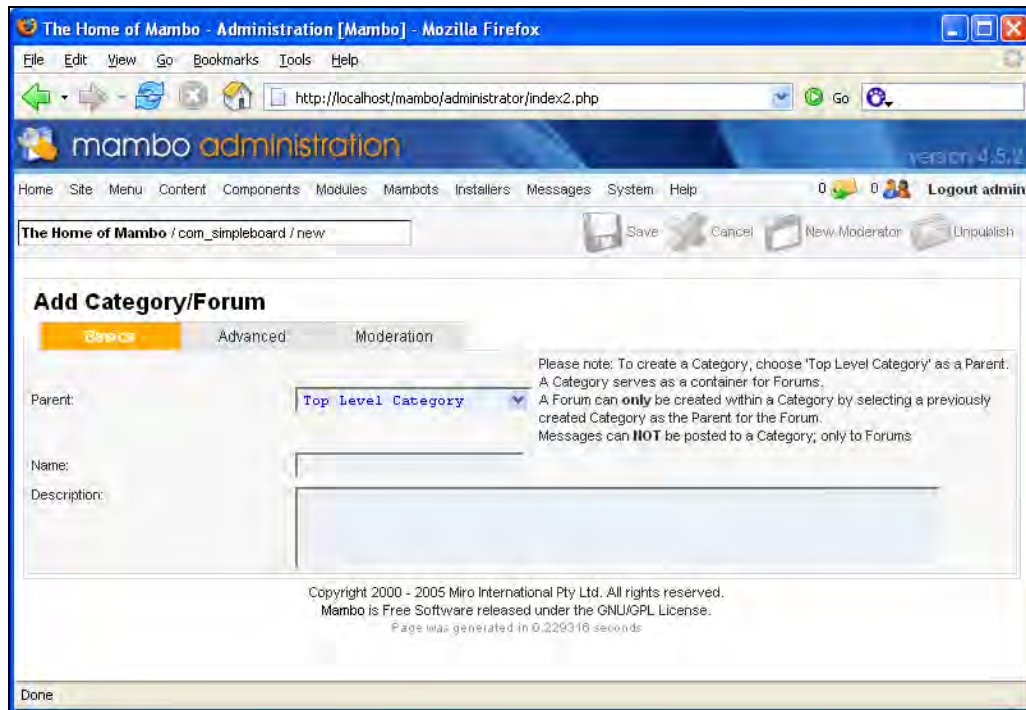 The Home of Mambo - Administration [Mambo] - Mozilla Firefox
File Edit View Go Bookmarks Tools Help
http://localhost/mambo/administrator/index2.php Go
mambo administration
version 4.5.2
Home Site Menu Content Components Modules Mambots Installers Messages System Help 0 0 Logout admin
The Home of Mambo / com_simpleboard / new Save Cancel New Moderator Unpublish
Add Category/Forum
Basics Advanced Moderation
Please note: To create a Category, choose 'Top Level Category' as a Parent.
A Category serves as a container for Forums.
Parent: Top Level Category
A Forum can only be created within a Category by selecting a previously
created Category as the Parent for the Forum.
Messages can NOT be posted to a Category; only to Forums
Name:
Description:
Copyright 2000 - 2005 Miro International Pty Ltd. All rights reserved.
Mambo is Free Software released under the GNU/GPL License.
Page was generated in 0.229316 seconds
Done